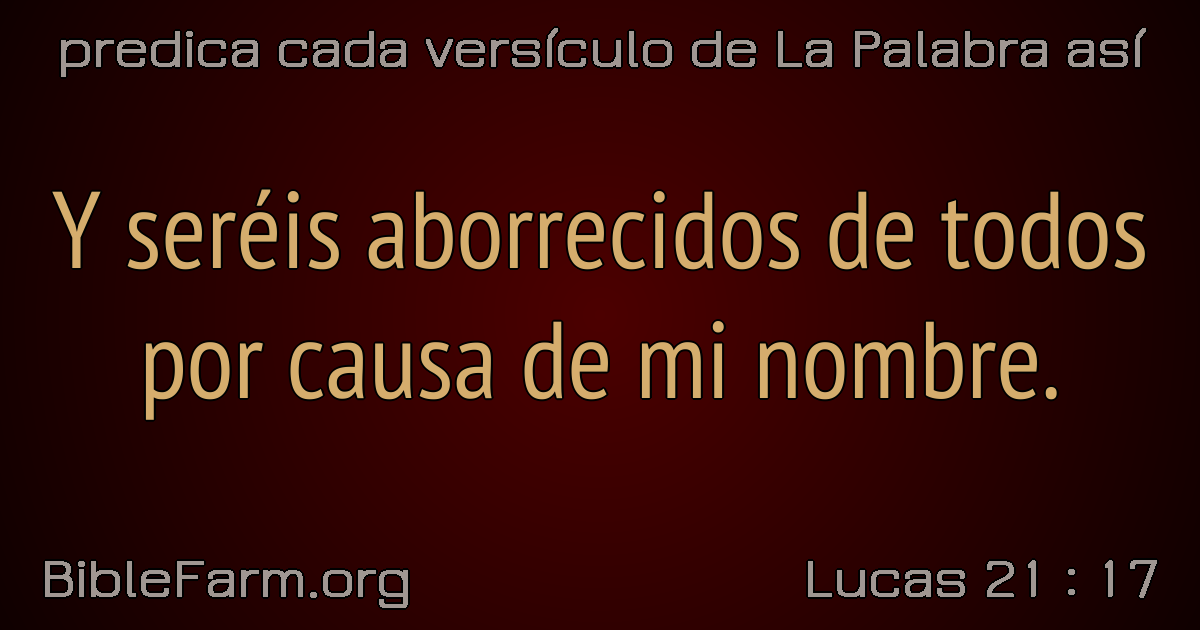 predica cada versículo de La Palabra así
Y seréis aborrecidos de todos
por causa de mi nombre.
BibleFarm.org
Lucas 21 : 17